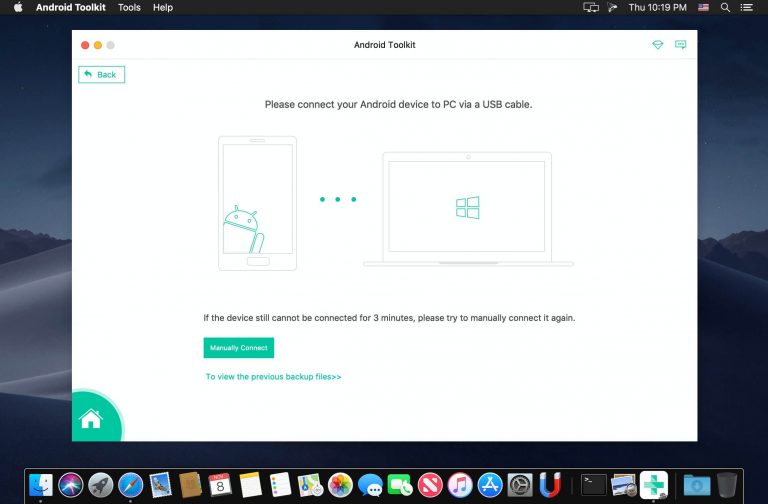 Android Toolkit Tools Help Thu 10:19 PM
Android Toolkit
Back
Please connect your Android device to PC via a USB cable.
If the device still cannot be connected for 3 minutes, please try to manually connect it again.
Manually Connect
To view the previous backup files>>
NOV
8